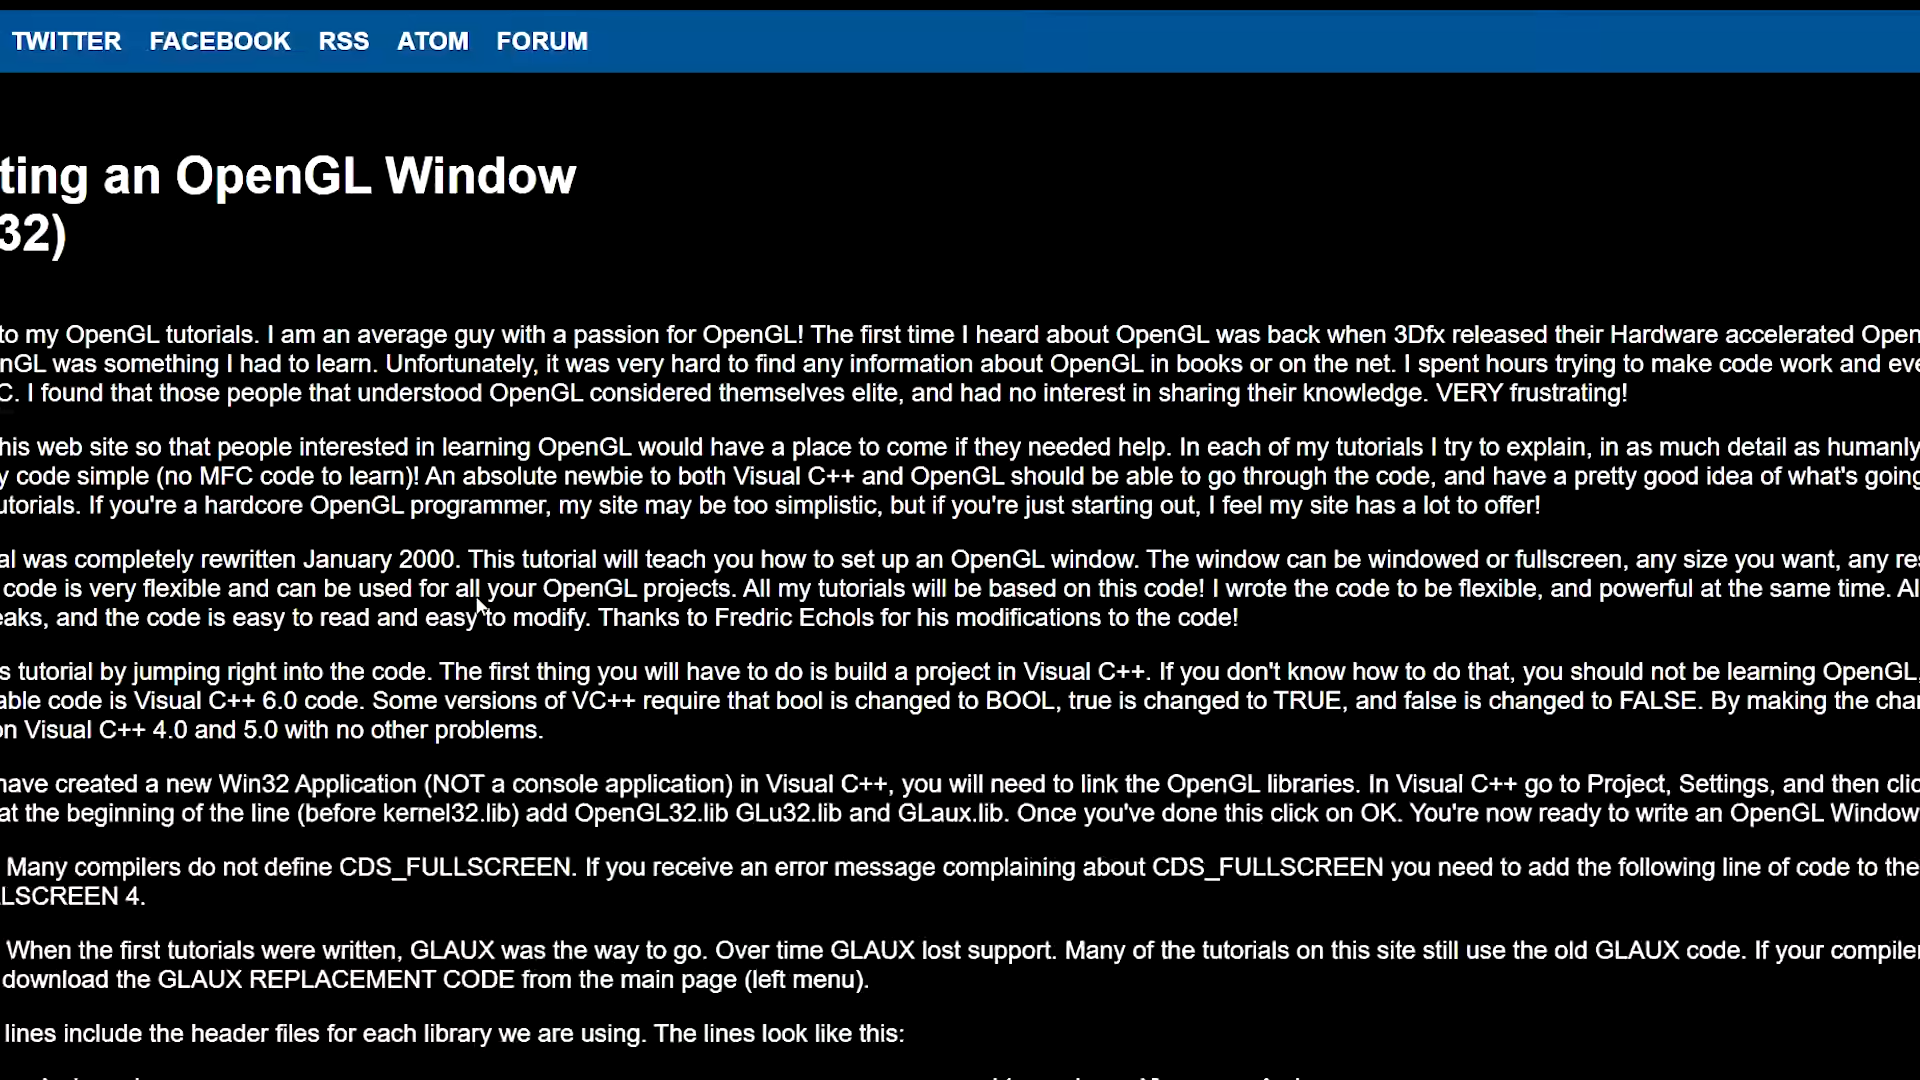 TWITTER FACEBOOK RSS ATOM FORUM
ting an OpenGL Window
32)
to my OpenGL tutorials. I am an average guy with a passion for OpenGL! The first time I heard about OpenGL was back when 3Dfx released their Hardware accelerated Open
nGL was something I had to learn. Unfortunately, it was very hard to find any information about OpenGL in books or on the net. I spent hours trying to make code work and eve
C. I found that those people that understood OpenGL considered themselves elite, and had no interest in sharing their knowledge. VERY frustrating!
his web site so that people interested in learning OpenGL would have a place to come if they needed help. In each of my tutorials I try to explain, in as much detail as humanly
y code simple (no MFC code to learn)! An absolute newbie to both Visual C++ and OpenGL should be able to go through the code, and have a pretty good idea of what's going
utorials. If you're a hardcore OpenGL programmer, my site may be too simplistic, but if you're just starting out, I feel my site has a lot to offer!
al was completely rewritten January 2000. This tutorial will teach you how to set up an OpenGL window. The window can be windowed or fullscreen, any size you want, any res
code is very flexible and can be used for all your OpenGL projects. All my tutorials will be based on this code! I wrote the code to be flexible, and powerful at the same time. Al
eaks, and the code is easy to read and easy to modify. Thanks to Fredric Echols for his modifications to the code!
s tutorial by jumping right into the code. The first thing you will have to do is build a project in Visual C++. If you don't know how to do that, you should not be learning OpenGL,
able code is Visual C++ 6.0 code. Some versions of VC++ require that bool is changed to BOOL, true is changed to TRUE, and false is changed to FALSE. By making the char
on Visual C++ 4.0 and 5.0 with no other problems.
have created a new Win32 Application (NOT a console application) in Visual C++, you will need to link the OpenGL libraries. In Visual C++ go to Project, Settings, and then clic
at the beginning of the line (before kernel32.lib) add OpenGL32.lib GLu32.lib and GLaux.lib. Once you've done this click on OK. You're now ready to write an OpenGL Window
Many compilers do not define CDS_FULLSCREEN. If you receive an error message complaining about CDS_FULLSCREEN you need to add the following line of code to the
LSCREEN 4.
When the first tutorials were written, GLAUX was the way to go. Over time GLAUX lost support. Many of the tutorials on this site still use the old GLAUX code. If your compiler
download the GLAUX REPLACEMENT CODE from the main page (left menu).
lines include the header files for each library we are using. The lines look like this: